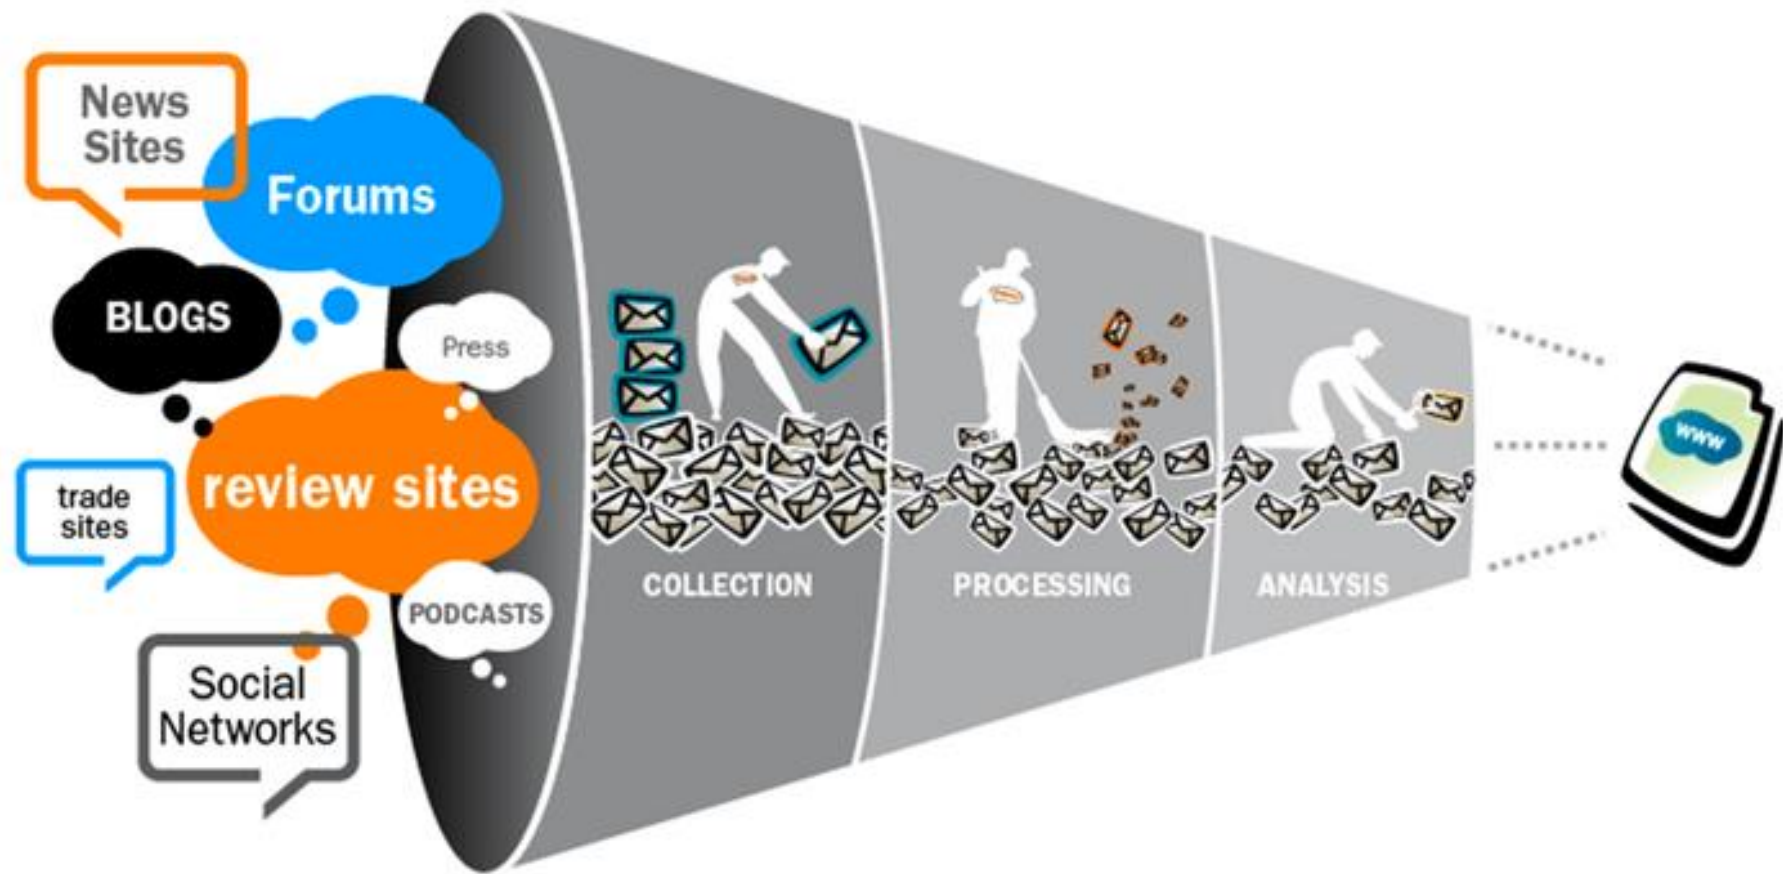 News
Sites
Forums
BLOGS
Press
review sites
trade
sites
PODCASTS
Social
Networks
COLLECTION
PROCESSING
ANALYSIS
www